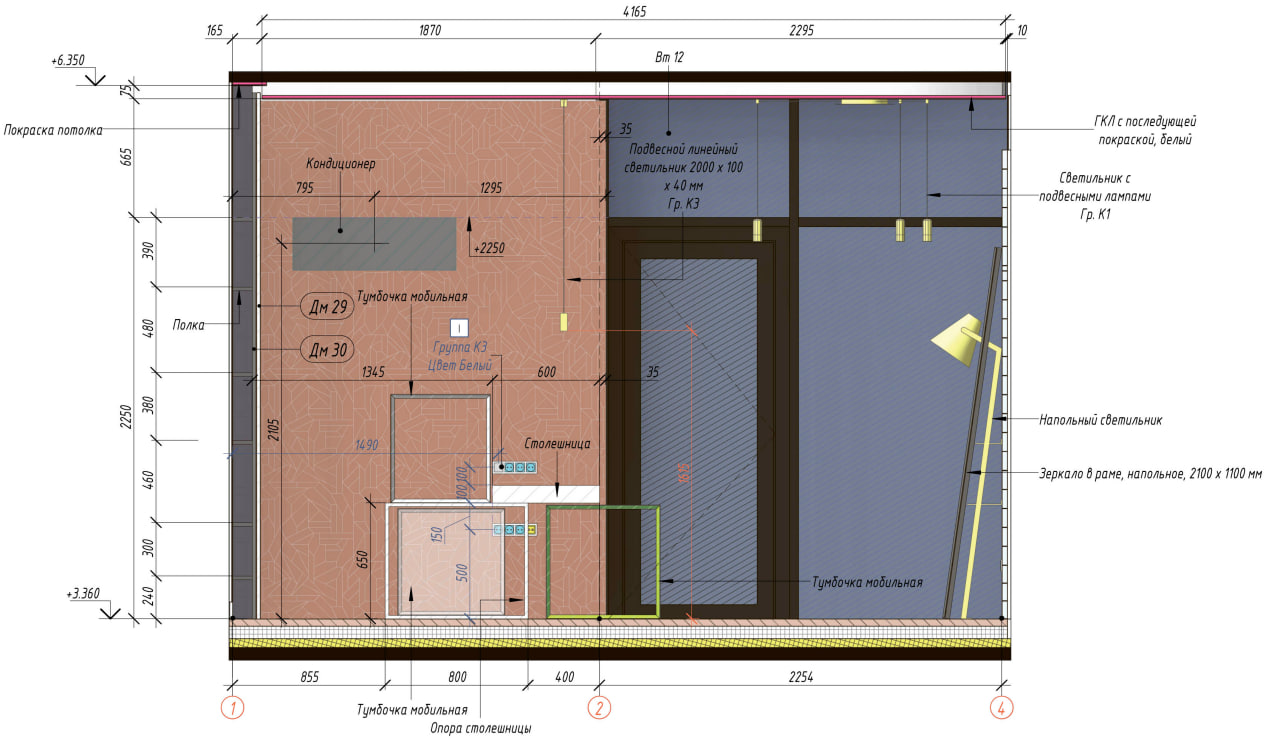 4165
165
1870
2295
10
Вт 12
+6.350
75
Покраска потолка
35
ГКЛ с последующей
покраской, белый
Подвесной линейный
светильник 2000 х 100
х 40 мм
Гр. К3
665
Кондиционер
795
1295
Светильник с
подвесными лампами
Гр. К1
+2250
390
Тумбочка мобильная
Дм 29
Полка
480
I
Дм 30
Группа К3
Цвет Белый
1345
600
35
2250
380
2105
1490
Столешница
Напольный светильник
460
100
100
1615
Зеркало в раме, напольное, 2100 х 1100 мм
150
300
650
500
Тумбочка мобильная
+3.360
240
855
800
400
2254
1
2
4
Тумбочка мобильная
Опора столешницы